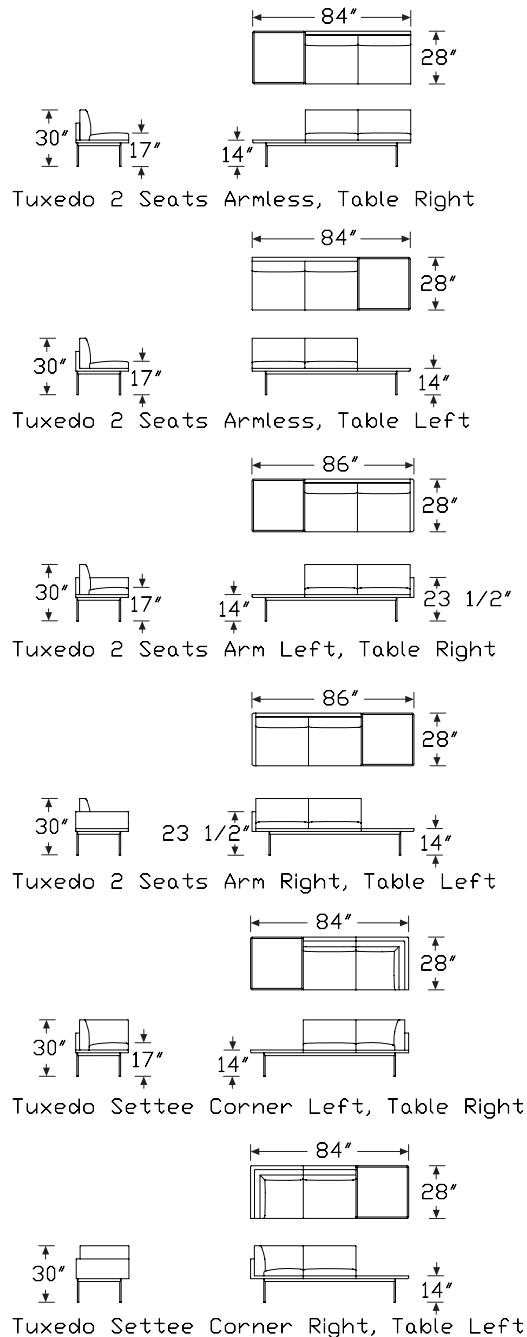 84″
28″
30″ 17″ 14″
Tuxedo 2 Seats Armless, Table Right
84″
28″
30″ 17″ 14″
Tuxedo 2 Seats Armless, Table Left
86″
28″
30″ 17″ 14″ 23 1/2″
Tuxedo 2 Seats Arm Left, Table Right
86″
28″
30″ 23 1/2″ 14″
Tuxedo 2 Seats Arm Right, Table Left
84″
28″
30″ 17″ 14″
Tuxedo Settee Corner Left, Table Right
84″
28″
30″ 14″
Tuxedo Settee Corner Right, Table Left